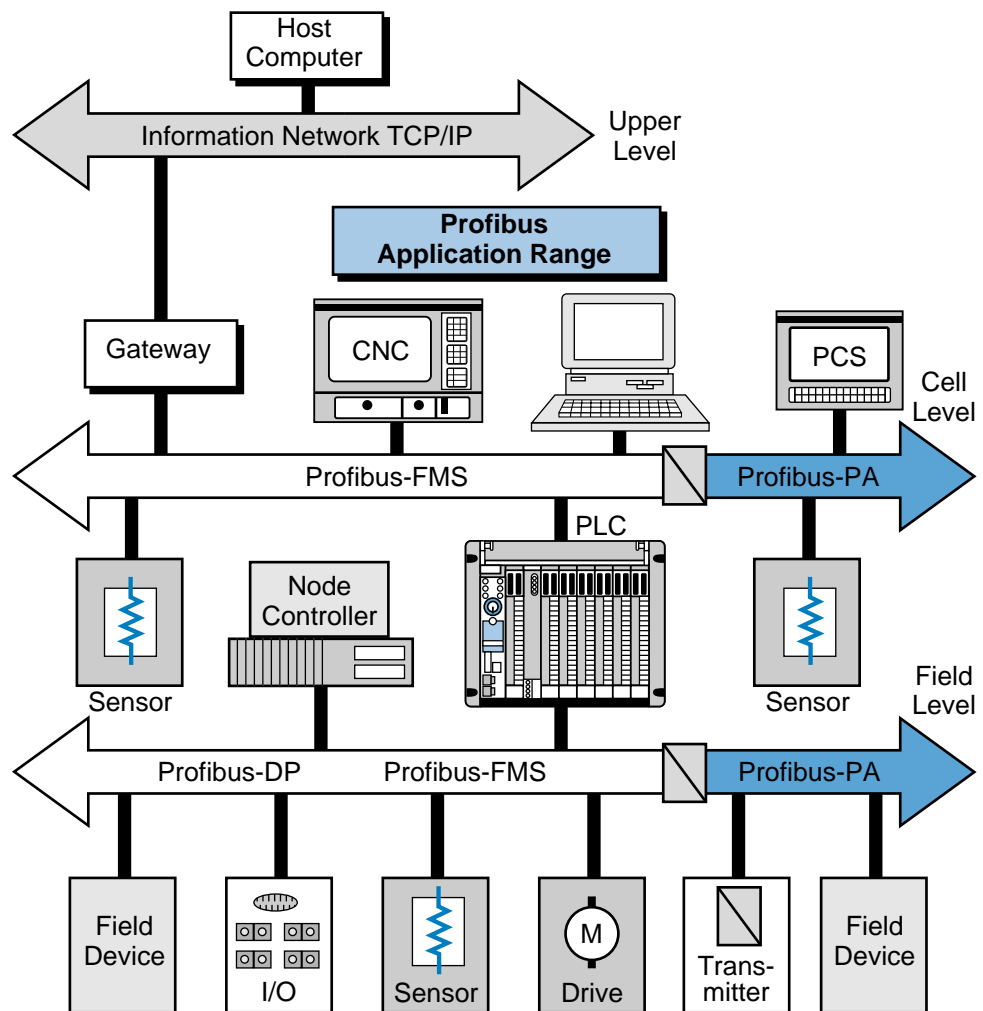 Host
Computer
Information Network TCP/IP
Upper
Level
Profibus
Application Range
Gateway
CNC
PCS
Cell
Level
Profibus-FMS
Profibus-PA
PLC
Node
Controller
Sensor
Sensor
Field
Level
Profibus-DP
Profibus-FMS
Profibus-PA
Field
Device
I/O
Sensor
M
Drive
Trans-
mitter
Field
Device